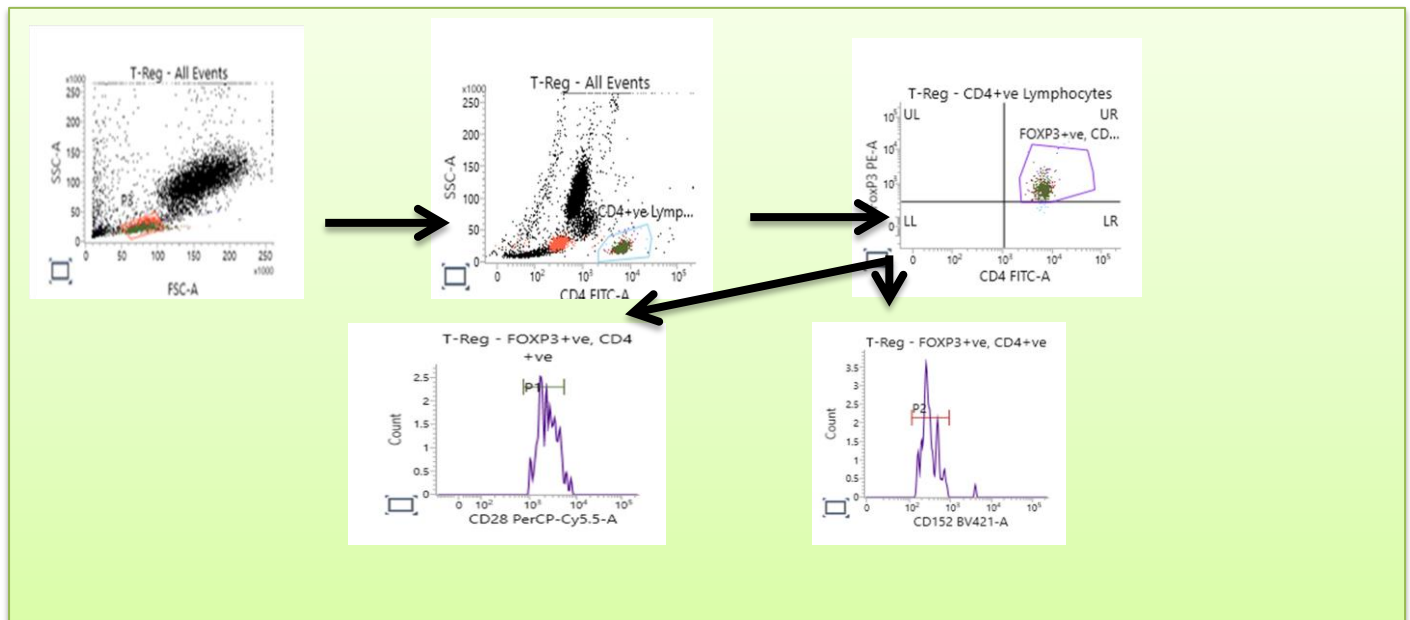 T-Reg - All Events
x1000
250
200
150
100
50
0
SSC-A
P3
0 50 100 150 200 250
x1000
FSC-A
T-Reg - All Events
x1000
250
200
150
100
50
0
SSC-A
CD4+ve Lymp...
0 10² 10³ 10⁴ 10⁵
CD4 FITC-A
T-Reg - CD4+ve Lymphocytes
UL UR
FOXP3+ve, CD...
10⁵
10⁴
10³
0
FoxP3 PE-A
LL LR
0 10² 10³ 10⁴ 10⁵
CD4 FITC-A
T-Reg - FOXP3+ve, CD4
+ve
2.5
2
1.5
1
0.5
0
Count
P1
0 10² 10³ 10⁴ 10⁵
CD28 PerCP-Cy5.5-A
T-Reg - FOXP3+ve, CD4+ve
3.5
3
2.5
2
1.5
1
0.5
0
Count
P2
0 10² 10³ 10⁴ 10⁵
CD152 BV421-A